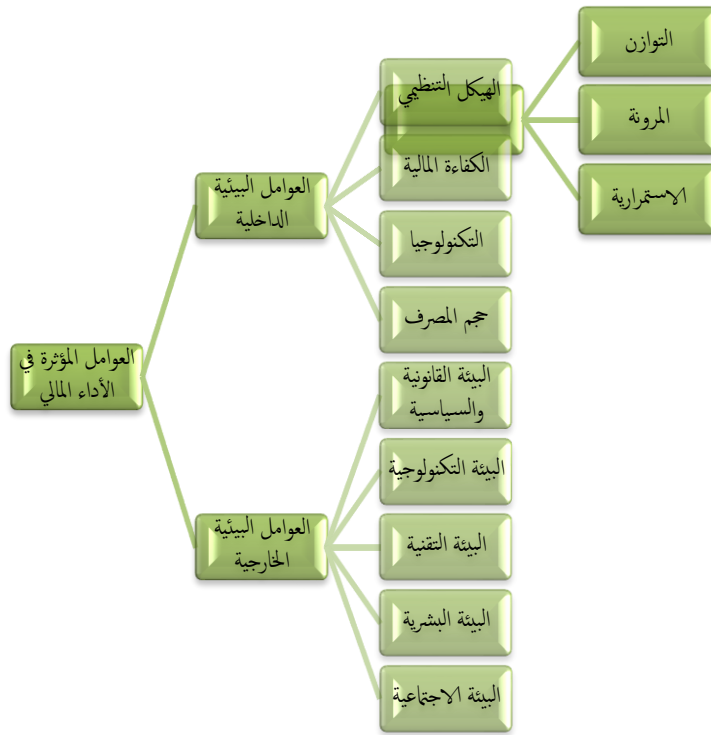 العوامل المؤثرة في
الأداء المالي
العوامل البيئية
الداخلية
الهيكل التنظيمي
التوازن
المرونة
الاستمرارية
الكفاءة المالية
التكنولوجيا
حجم المصرف
العوامل البيئية
الخارجية
البيئة القانونية
والسياسية
البيئة التكنولوجية
البيئة التقنية
البيئة البشرية
البيئة الاجتماعية